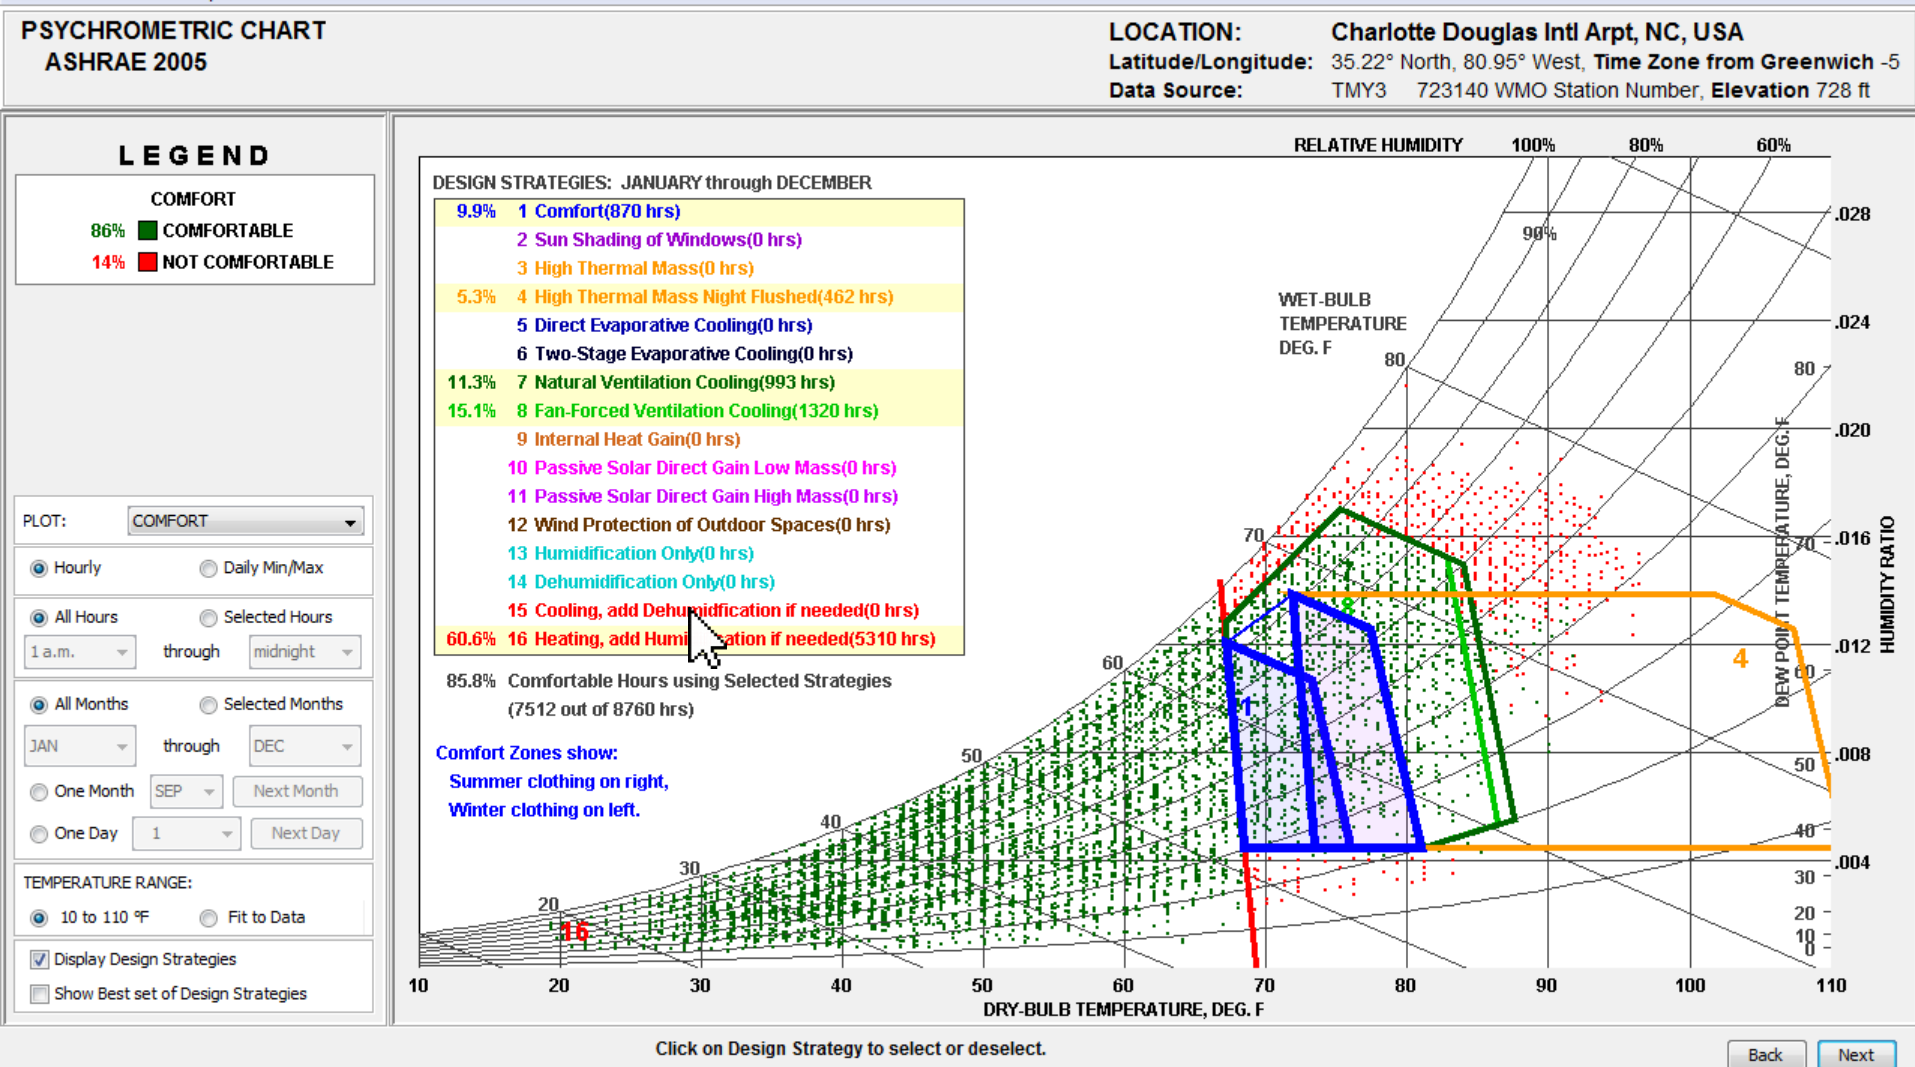 PSYCHROMETRIC CHART
ASHRAE 2005
LOCATION: Charlotte Douglas Intl Arpt, NC, USA
Latitude/Longitude: 35.22° North, 80.95° West, Time Zone from Greenwich -5
Data Source: TMY3 723140 WMO Station Number, Elevation 728 ft
LEGEND
COMFORT
86% COMFORTABLE
14% NOT COMFORTABLE
PLOT: COMFORT
Hourly Daily Min/Max
All Hours Selected Hours
1 a.m. through midnight
All Months Selected Months
JAN through DEC
One Month SEP Next Month
One Day 1 Next Day
TEMPERATURE RANGE:
10 to 110 °F Fit to Data
Display Design Strategies
Show Best set of Design Strategies
DESIGN STRATEGIES: JANUARY through DECEMBER
9.9% 1 Comfort(870 hrs)
2 Sun Shading of Windows(0 hrs)
3 High Thermal Mass(0 hrs)
5.3% 4 High Thermal Mass Night Flushed(462 hrs)
5 Direct Evaporative Cooling(0 hrs)
6 Two-Stage Evaporative Cooling(0 hrs)
11.3% 7 Natural Ventilation Cooling(993 hrs)
15.1% 8 Fan-Forced Ventilation Cooling(1320 hrs)
9 Internal Heat Gain(0 hrs)
10 Passive Solar Direct Gain Low Mass(0 hrs)
11 Passive Solar Direct Gain High Mass(0 hrs)
12 Wind Protection of Outdoor Spaces(0 hrs)
13 Humidification Only(0 hrs)
14 Dehumidification Only(0 hrs)
15 Cooling, add Dehumidfication if needed(0 hrs)
60.6% 16 Heating, add Humidification if needed(5310 hrs)
85.8% Comfortable Hours using Selected Strategies
(7512 out of 8760 hrs)
Comfort Zones show:
Summer clothing on right,
Winter clothing on left.
RELATIVE HUMIDITY 100% 80% 60%
90%
WET-BULB
TEMPERATURE
DEG. F
80
70
60
50
40
30
20
1
7
8
4
16
DEW POINT TEMPERATURE, DEG. F
80
70
60
50
40
30
20
10
0
.028
.024
.020
.016
.012
.008
.004
HUMIDITY RATIO
10 20 30 40 50 60 70 80 90 100 110
DRY-BULB TEMPERATURE, DEG. F
Click on Design Strategy to select or deselect.
Back Next